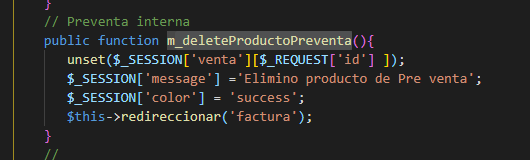 }
// Preventa interna
public function m_deleteProductoPreventa(){
unset($_SESSION['venta'][$_REQUEST['id'] ]);
$_SESSION['message'] ='Elimino producto de Pre venta';
$_SESSION['color'] = 'success';
$this->redireccionar('factura');
}
//